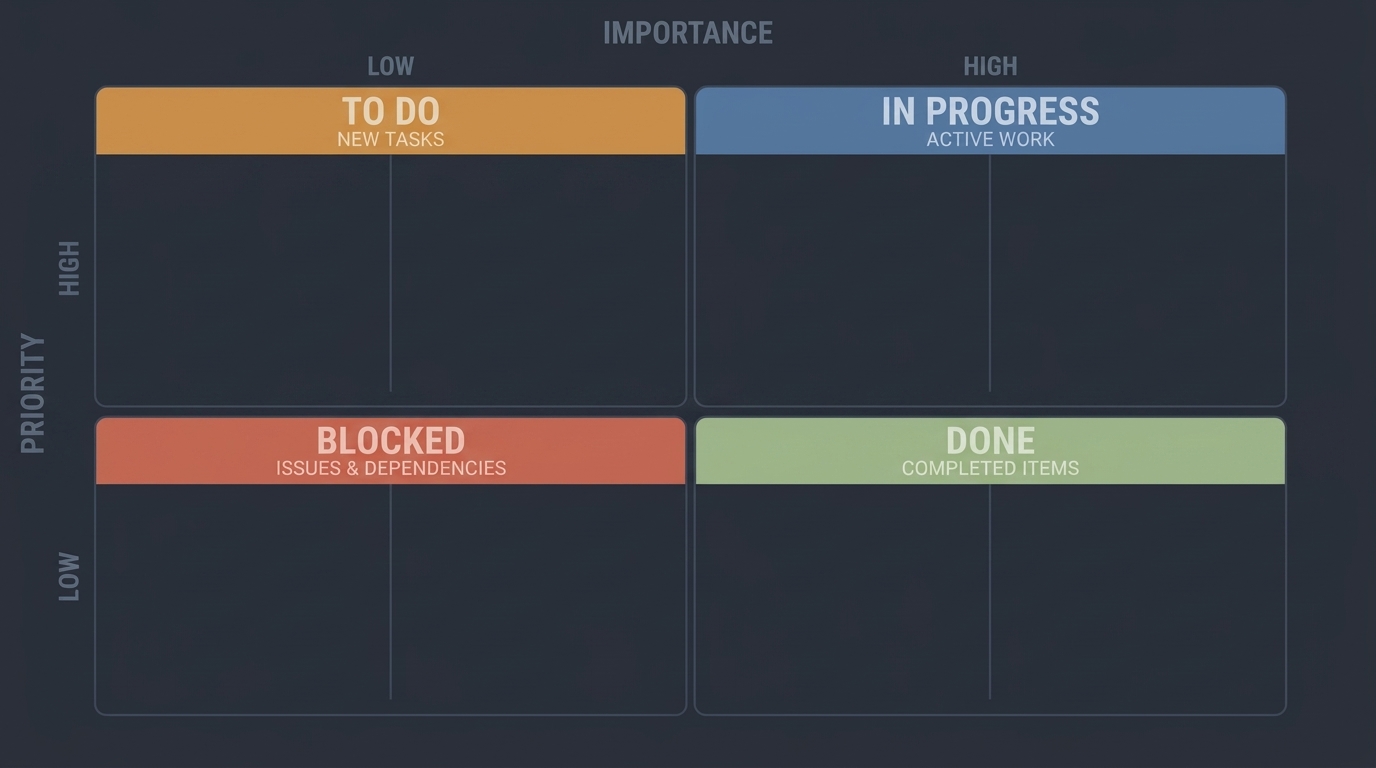 IMPORTANCE
LOW
HIGH
TO DO
NEW TASKS
IN PROGRESS
ACTIVE WORK
HIGH
PRIORITY
BLOCKED
ISSUES & DEPENDENCIES
DONE
COMPLETED ITEMS
LOW